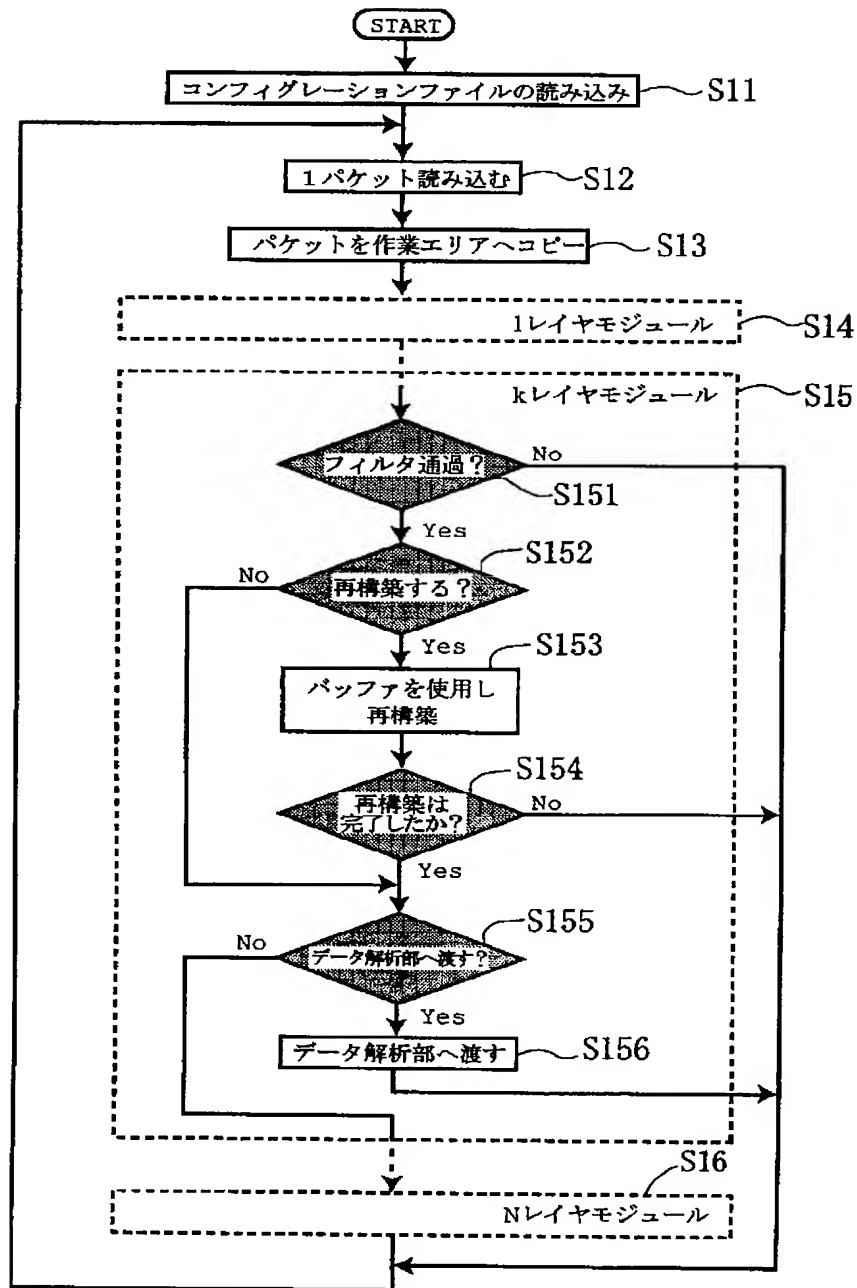 START
コンフィグレーションファイルの読み込み
S11
1パケット読み込む
S12
パケットを作業エリアへコピー
S13
1レイヤモジュール
S14
kレイヤモジュール
S15
フィルタ通過?
No
S151
Yes
S152
No
再構築する?
Yes
S153
バッファを使用し
再構築
S154
再構築は
完了したか?
No
Yes
S155
No
データ解析部へ渡す?
Yes
データ解析部へ渡す
S156
S16
Nレイヤモジュール